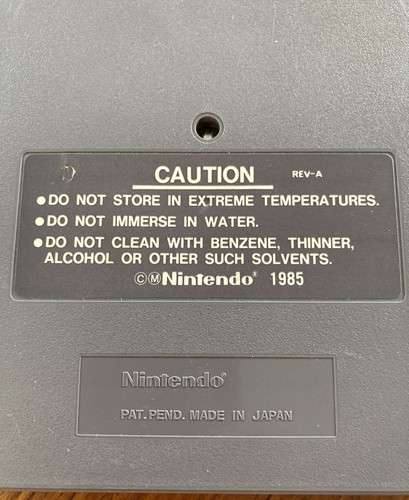 CAUTION REV-A
•DO NOT STORE IN EXTREME TEMPERATURES.
•DO NOT IMMERSE IN WATER.
•DO NOT CLEAN WITH BENZENE, THINNER,
ALCOHOL OR OTHER SUCH SOLVENTS.
©ⓂNintendo® 1985
Nintendo®
PAT. PEND. MADE IN JAPAN